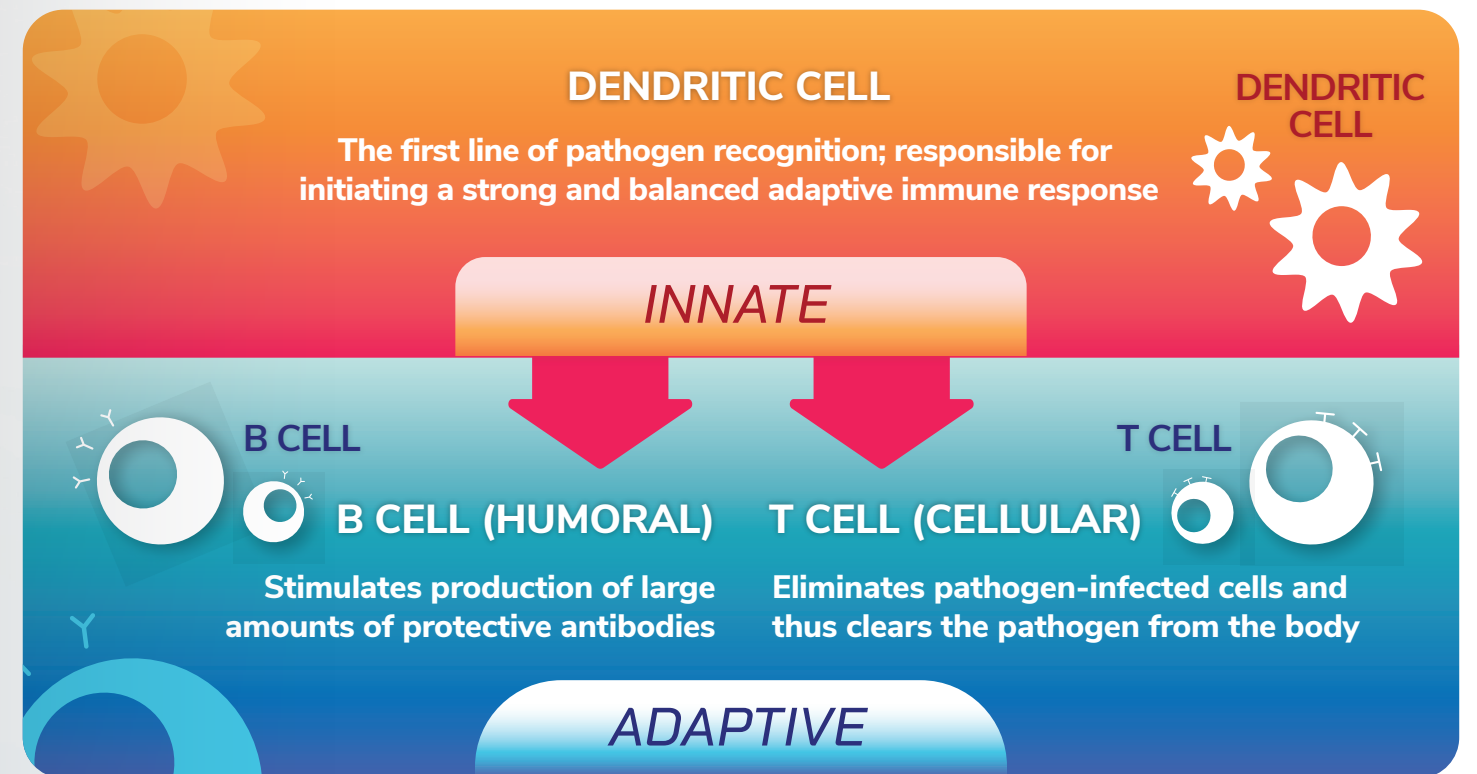 DENDRITIC CELL
The first line of pathogen recognition; responsible for
initiating a strong and balanced adaptive immune response
DENDRITIC
CELL
INNATE
B CELL
T CELL
B CELL (HUMORAL)
Stimulates production of large
amounts of protective antibodies
T CELL (CELLULAR)
Eliminates pathogen-infected cells and
thus clears the pathogen from the body
ADAPTIVE